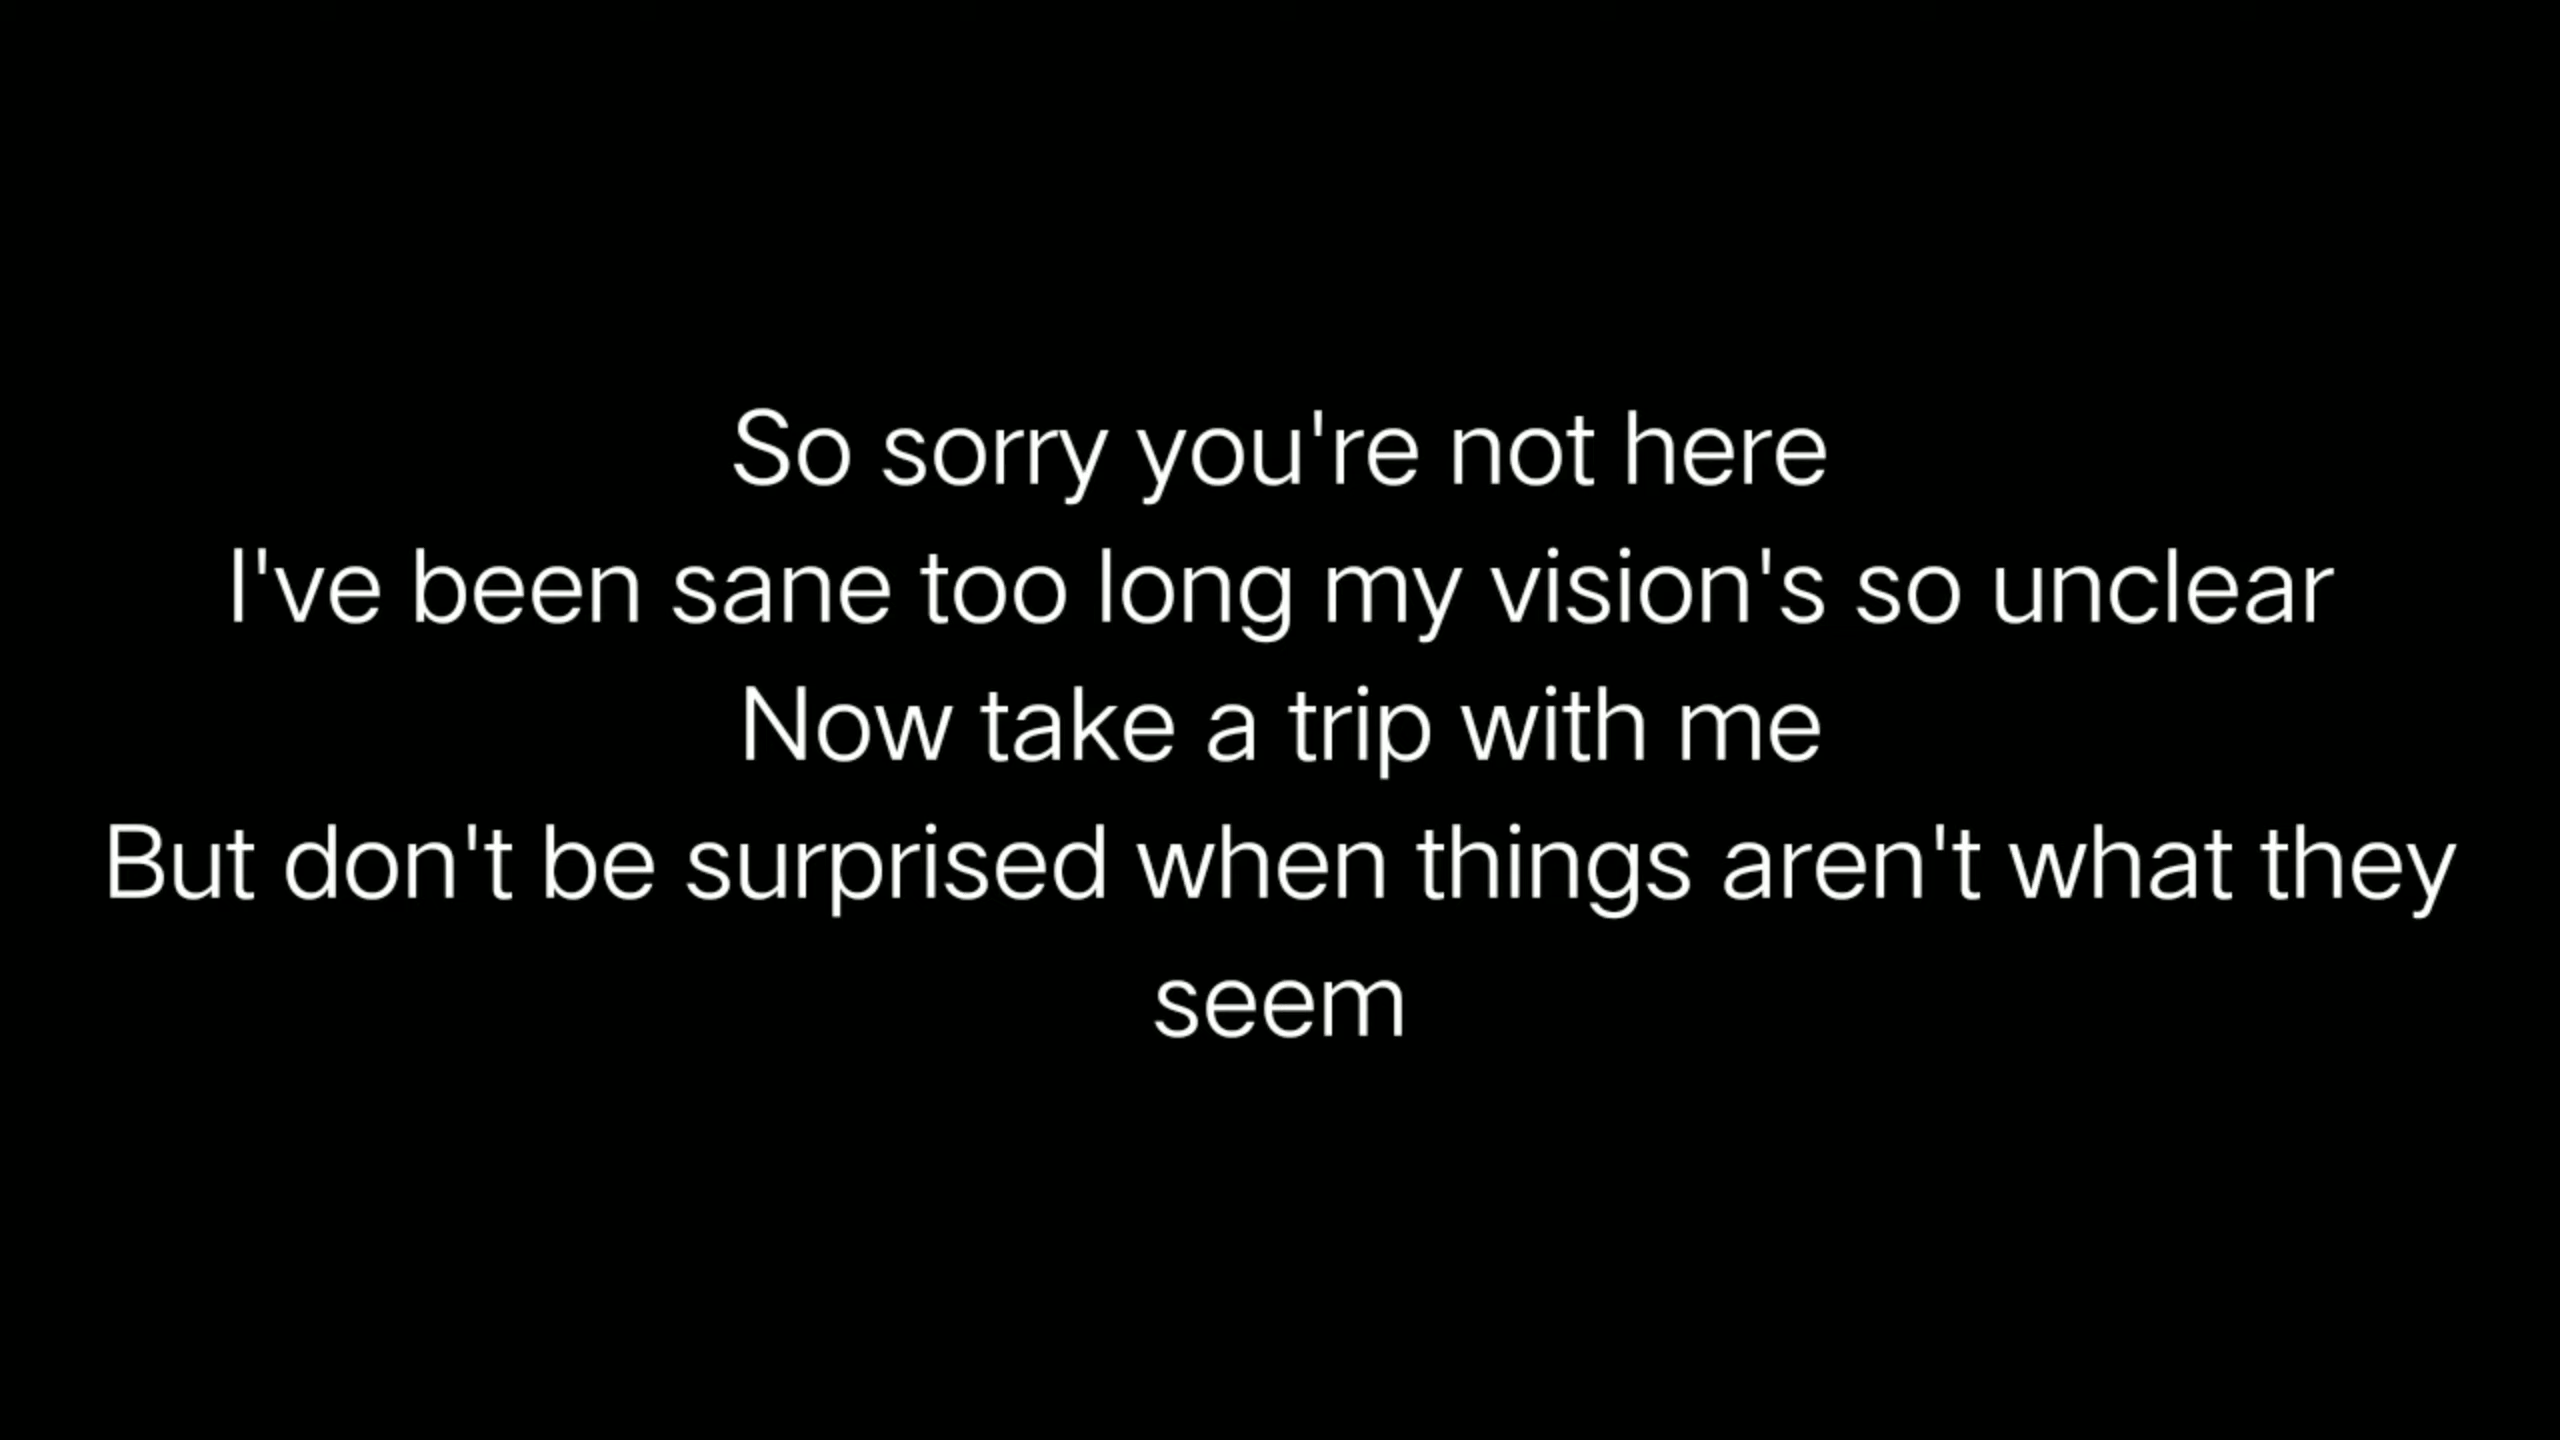 So sorry you're not here
I've been sane too long my vision's so unclear
Now take a trip with me
But don't be surprised when things aren't what they
seem